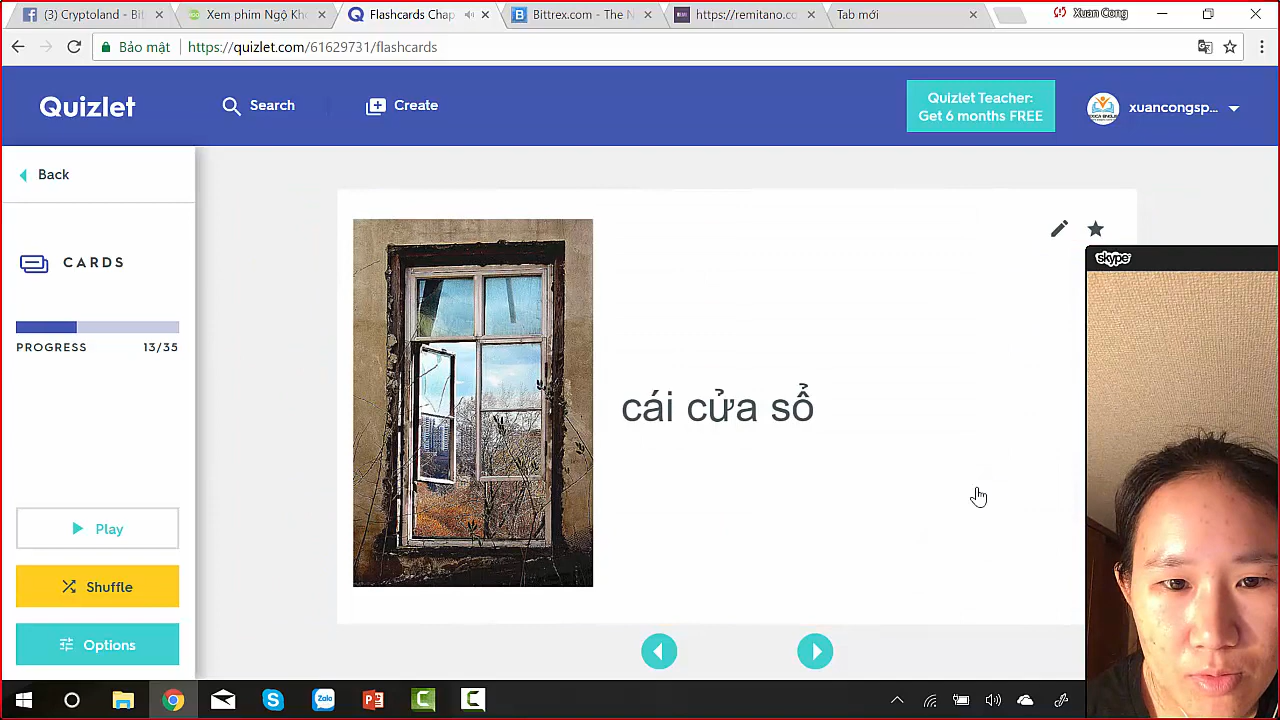 (3) Cryptoland - Bit
Xem phim Ngộ Kh
Flashcards Chap
Bittrex.com - The N
https://remitano.co
Tab mới
Xuan Cong
Bảo mật
https://quizlet.com/61629731/flashcards
Quizlet
Search
Create
Quizlet Teacher:
Get 6 months FREE
xuancongsp...
Back
CARDS
PROGRESS 13/35
Play
Shuffle
Options
cái cửa sổ
skype
Zalo